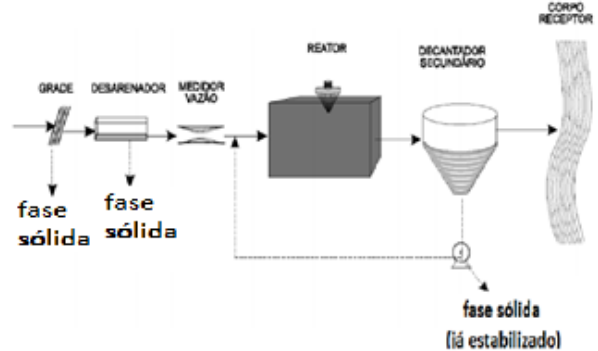 CORPO
RECEPTOR
REATOR
DECANTADOR
SECUNDÁRIO
GRADE
DESARENADOR
MEDIDOR
VAZÃO
fase
sólida
fase
sólida
fase sólida
(já estabilizado)